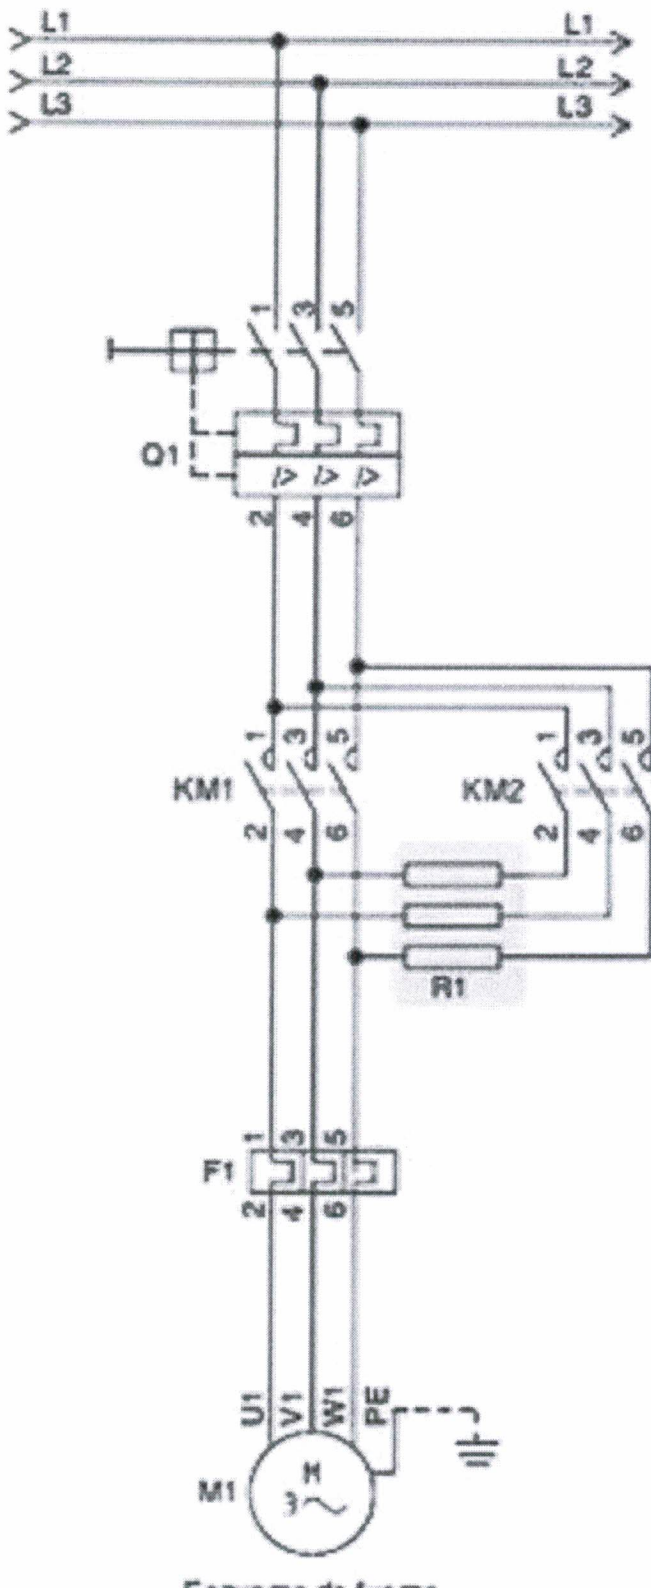 L1 L1
L2 L2
L3 L3
1 3 5
Q1
I> I> I>
2 4 6
1 3 5 1 3 5
KM1 KM2
2 4 6 2 4 6
R1
1 3 5
F1
2 4 6
U1 V1 W1 PE
M1
M
3~